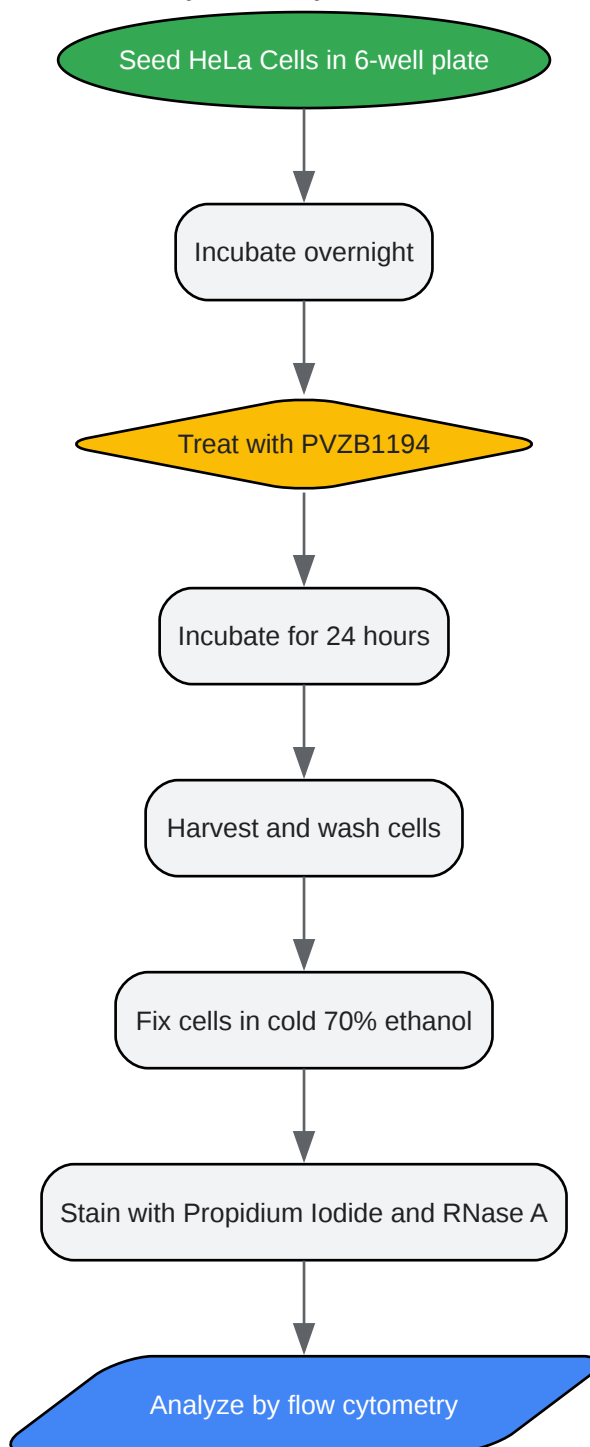 Seed HeLa Cells in 6-well plate
Incubate overnight
Treat with PVZB1194
Incubate for 24 hours
Harvest and wash cells
Fix cells in cold 70% ethanol
Stain with Propidium Iodide and RNase A
Analyze by flow cytometry